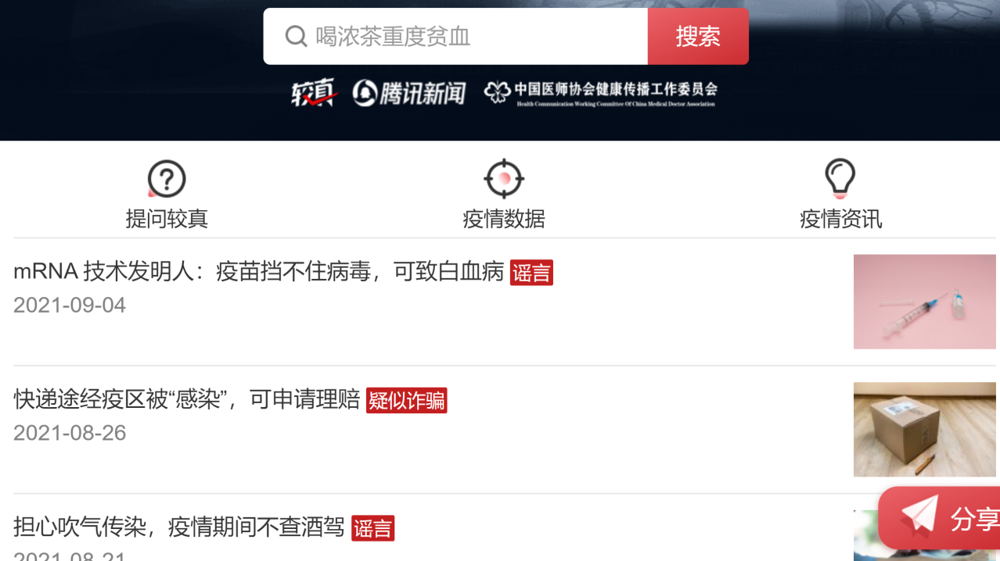 喝浓茶重度贫血
搜索
较真 腾讯新闻 中国医师协会健康传播工作委员会
Health Communication Working Committee Of China Medical Doctor Association
提问较真
疫情数据
疫情资讯
mRNA 技术发明人：疫苗挡不住病毒，可致白血病 谣言
2021-09-04
快递途经疫区被“感染”，可申请理赔 疑似诈骗
2021-08-26
分享
担心吹气传染，疫情期间不查酒驾 谣言
2021-08-21